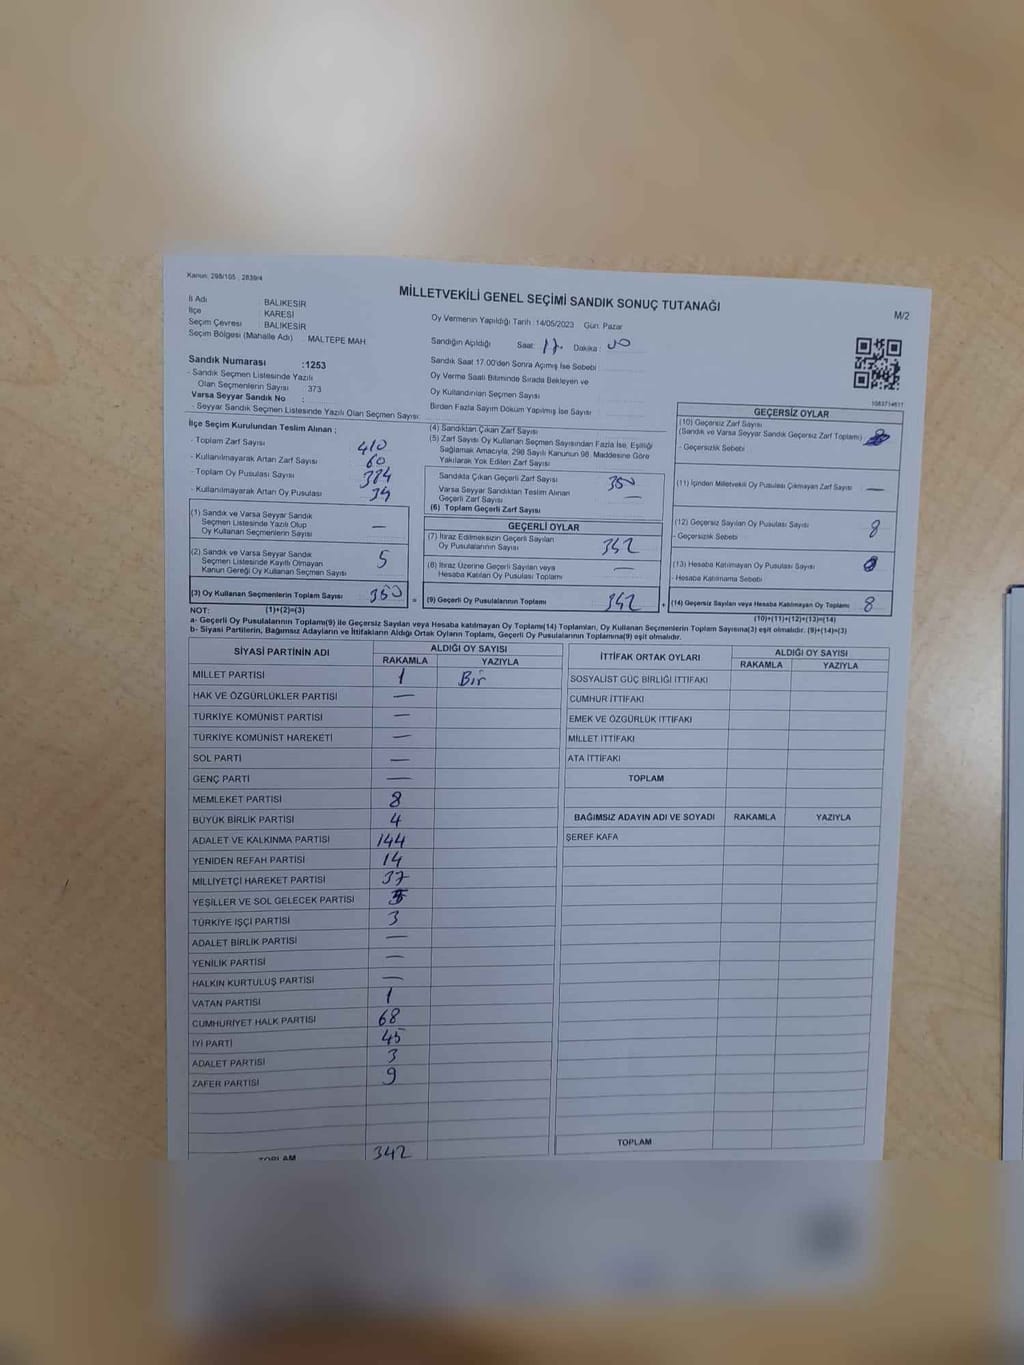 Kanun: 298/105 , 2839/4
MİLLETVEKİLİ GENEL SEÇİMİ SANDIK SONUÇ TUTANAĞI
M/2
İl Adı : BALIKESİR
İlçe : KARESİ
Seçim Çevresi : BALIKESİR
Seçim Bölgesi (Mahalle Adı) : MALTEPE MAH
Sandık Numarası :1253
- Sandık Seçmen Listesinde Yazılı
Olan Seçmenlerin Sayısı : 373
Varsa Seyyar Sandık No :
- Seyyar Sandık Seçmen Listesinde Yazılı Olan Seçmen Sayısı:
Oy Vermenin Yapıldığı Tarih :14/05/2023 Gün: Pazar
Sandığın Açıldığı Saat: 17. Dakika: 00
Sandık Saat 17.00'den Sonra Açımış İse Sebebi :
Oy Verme Saati Bitiminde Sırada Bekleyen ve
Oy Kullandırılan Seçmen Sayısı :
Birden Fazla Sayım Döküm Yapılmış İse Sayısı :
1083714611
İlçe Seçim Kurulundan Teslim Alınan ;
- Toplam Zarf Sayısı 410
- Kullanılmayarak Artan Zarf Sayısı 60
- Toplam Oy Pusulası Sayısı 384
- Kullanılmayarak Artan Oy Pusulası 34
(1) Sandık ve Varsa Seyyar Sandık
Seçmen Listesinde Yazılı Olup
Oy Kullanan Seçmenlerin Sayısı —
(2) Sandık ve Varsa Seyyar Sandık
Seçmen Listesinde Kayıtlı Olmayan
Kanun Gereği Oy Kullanan Seçmen Sayısı 5
(3) Oy Kullanan Seçmenlerin Toplam Sayısı 350 =
(4) Sandıktan Çıkan Zarf Sayısı
(5) Zarf Sayısı Oy Kullanan Seçmen Sayısından Fazla İse, Eşitliği
Sağlamak Amacıyla, 298 Sayılı Kanunun 98. Maddesine Göre
Yakılarak Yok Edilen Zarf Sayısı
Sandıkta Çıkan Geçerli Zarf Sayısı 350
Varsa Seyyar Sandıktan Teslim Alınan
Geçerli Zarf Sayısı —
(6) Toplam Geçerli Zarf Sayısı
GEÇERLİ OYLAR
(7) İtiraz Edilmeksizin Geçerli Sayılan
Oy Pusulalarının Sayısı 342
(8) İtiraz Üzerine Geçerli Sayılan veya
Hesaba Katılan Oy Pusulası Toplamı —
(9) Geçerli Oy Pusulalarının Toplamı 342 +
GEÇERSİZ OYLAR
(10) Geçersiz Zarf Sayısı
(Sandık ve Varsa Seyyar Sandık Geçersiz Zarf Toplamı)
- Geçersizlik Sebebi
(11) İçinden Milletvekili Oy Pusulası Çıkmayan Zarf Sayısı —
(12) Geçersiz Sayılan Oy Pusulası Sayısı 8
- Geçersizlik Sebebi
(13) Hesaba Katılmayan Oy Pusulası Sayısı
- Hesaba Katılmama Sebebi
(14) Geçersiz Sayılan veya Hesaba Katılmayan Oy Toplamı 8
NOT: (1)+(2)=(3) (10)+(11)+(12)+(13)=(14)
a- Geçerli Oy Pusulalarının Toplamı(9) ile Geçersiz Sayılan veya Hesaba katılmayan Oy Toplamı(14) Toplamları, Oy Kullanan Seçmenlerin Toplam Sayısına(3) eşit olmalıdır. (9)+(14)=(3)
b- Siyasi Partilerin, Bağımsız Adayların ve İttifakların Aldığı Ortak Oyların Toplamı, Geçerli Oy Pusulalarının Toplamına(9) eşit olmalıdır.
SİYASİ PARTİNİN ADI ALDIĞI OY SAYISI
RAKAMLA YAZIYLA
MİLLET PARTİSİ 1 Bir
HAK VE ÖZGÜRLÜKLER PARTİSİ —
TÜRKİYE KOMÜNİST PARTİSİ —
TÜRKİYE KOMÜNİST HAREKETİ —
SOL PARTİ —
GENÇ PARTİ —
MEMLEKET PARTİSİ 8
BÜYÜK BİRLİK PARTİSİ 4
ADALET VE KALKINMA PARTİSİ 144
YENİDEN REFAH PARTİSİ 14
MİLLİYETÇİ HAREKET PARTİSİ 37
YEŞİLLER VE SOL GELECEK PARTİSİ
TÜRKİYE İŞÇİ PARTİSİ 3
ADALET BİRLİK PARTİSİ —
YENİLİK PARTİSİ —
HALKIN KURTULUŞ PARTİSİ —
VATAN PARTİSİ 1
CUMHURİYET HALK PARTİSİ 68
İYİ PARTİ 45
ADALET PARTİSİ 3
ZAFER PARTİSİ 9
TOPLAM 342
İTTİFAK ORTAK OYLARI ALDIĞI OY SAYISI
RAKAMLA YAZIYLA
SOSYALİST GÜÇ BİRLİĞİ İTTİFAKI
CUMHUR İTTİFAKI
EMEK VE ÖZGÜRLÜK İTTİFAKI
MİLLET İTTİFAKI
ATA İTTİFAKI
TOPLAM
BAĞIMSIZ ADAYIN ADI VE SOYADI RAKAMLA YAZIYLA
ŞEREF KAFA
TOPLAM